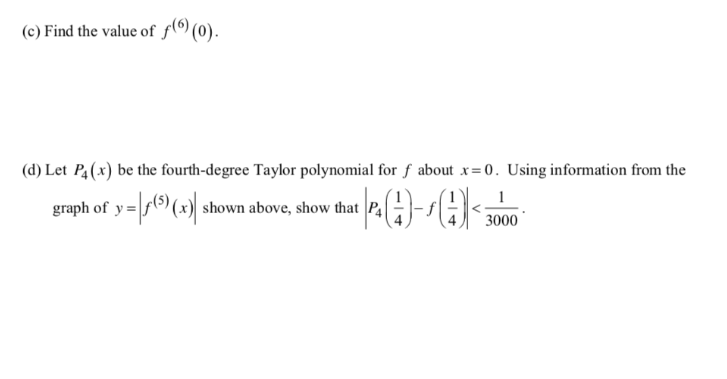 (c) Find the value of f^(6)(0).
(d) Let P₄(x) be the fourth-degree Taylor polynomial for f about x=0. Using information from the
graph of y=|f^(5)(x)| shown above, show that |P₄(1/4)−f(1/4)|<1/3000.